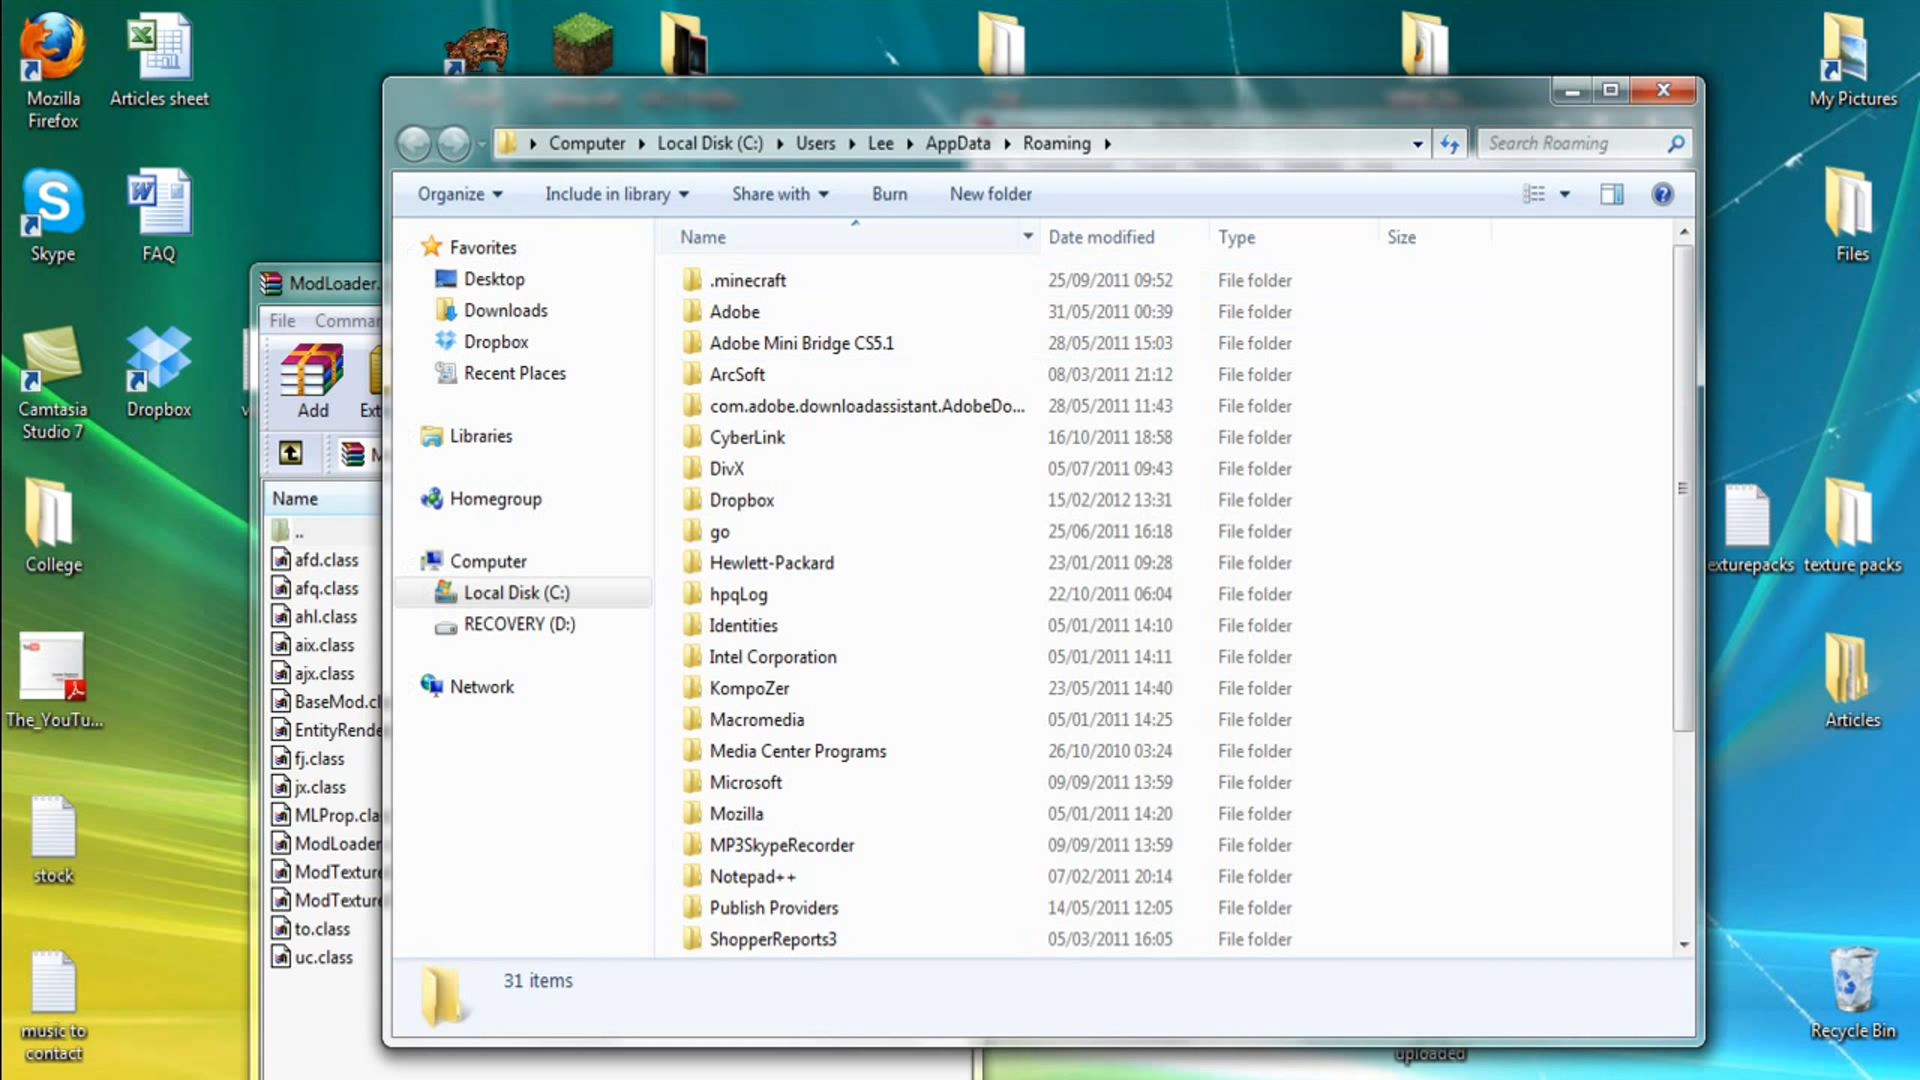 Mozilla
Firefox
Articles sheet
My Pictures
Skype
FAQ
Files
Camtasia
Studio 7
Dropbox
College
The_YouTu...
stock
music to
contact
exturepacks
texture packs
Articles
Recycle Bin
uploaded
ModLoader.
File Comman
Add
Ext
Name
..
afd.class
afq.class
ahl.class
aix.class
ajx.class
BaseMod.cl
EntityRende
fj.class
jx.class
MLProp.cla
ModLoader
ModTexture
ModTexture
to.class
uc.class
Computer Local Disk (C:) Users Lee AppData Roaming
Search Roaming
Organize Include in library Share with Burn New folder
Favorites
Desktop
Downloads
Dropbox
Recent Places
Libraries
Homegroup
Computer
Local Disk (C:)
RECOVERY (D:)
Network
Name Date modified Type Size
.minecraft 25/09/2011 09:52 File folder
Adobe 31/05/2011 00:39 File folder
Adobe Mini Bridge CS5.1 28/05/2011 15:03 File folder
ArcSoft 08/03/2011 21:12 File folder
com.adobe.downloadassistant.AdobeDo... 28/05/2011 11:43 File folder
CyberLink 16/10/2011 18:58 File folder
DivX 05/07/2011 09:43 File folder
Dropbox 15/02/2012 13:31 File folder
go 25/06/2011 16:18 File folder
Hewlett-Packard 23/01/2011 09:28 File folder
hpqLog 22/10/2011 06:04 File folder
Identities 05/01/2011 14:10 File folder
Intel Corporation 05/01/2011 14:11 File folder
KompoZer 23/05/2011 14:40 File folder
Macromedia 05/01/2011 14:25 File folder
Media Center Programs 26/10/2010 03:24 File folder
Microsoft 09/09/2011 13:59 File folder
Mozilla 05/01/2011 14:20 File folder
MP3SkypeRecorder 09/09/2011 13:59 File folder
Notepad++ 07/02/2011 20:14 File folder
Publish Providers 14/05/2011 12:05 File folder
ShopperReports3 05/03/2011 16:05 File folder
31 items